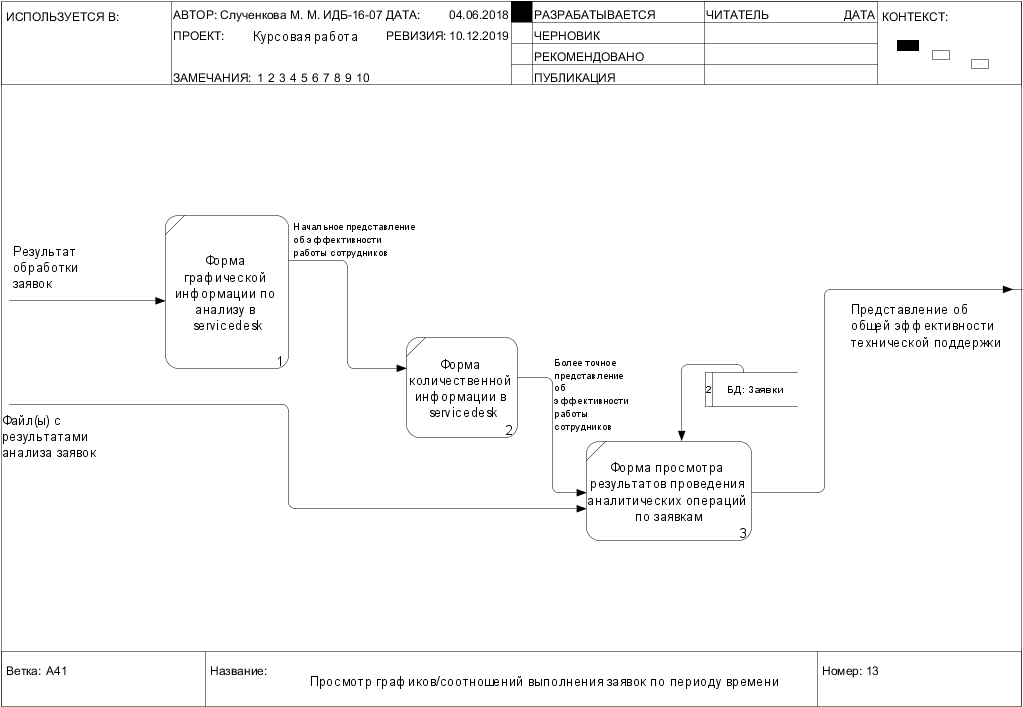 ИСПОЛЬЗУЕТСЯ В:
АВТОР: Слученкова М. М. ИДБ-16-07 ДАТА: 04.06.2018
ПРОЕКТ: Курсовая работа РЕВИЗИЯ: 10.12.2019
ЗАМЕЧАНИЯ: 1 2 3 4 5 6 7 8 9 10
РАЗРАБАТЫВАЕТСЯ
ЧЕРНОВИК
РЕКОМЕНДОВАНО
ПУБЛИКАЦИЯ
ЧИТАТЕЛЬ ДАТА
КОНТЕКСТ:
Результат
обработки
заявок
Форма
графической
информации по
анализу в
servicedesk
1
Начальное представление
об эффективности
работы сотрудников
Файл(ы) с
результатами
анализа заявок
Форма
количественной
информации в
servicedesk
2
Более точное
представление
об
эффективности
работы
сотрудников
2 БД: Заявки
Форма просмотра
результатов проведения
аналитических операций
по заявкам
3
Представление об
общей эффективности
технической поддержки
Ветка: A41
Название:
Просмотр графиков/соотношений выполнения заявок по периоду времени
Номер: 13